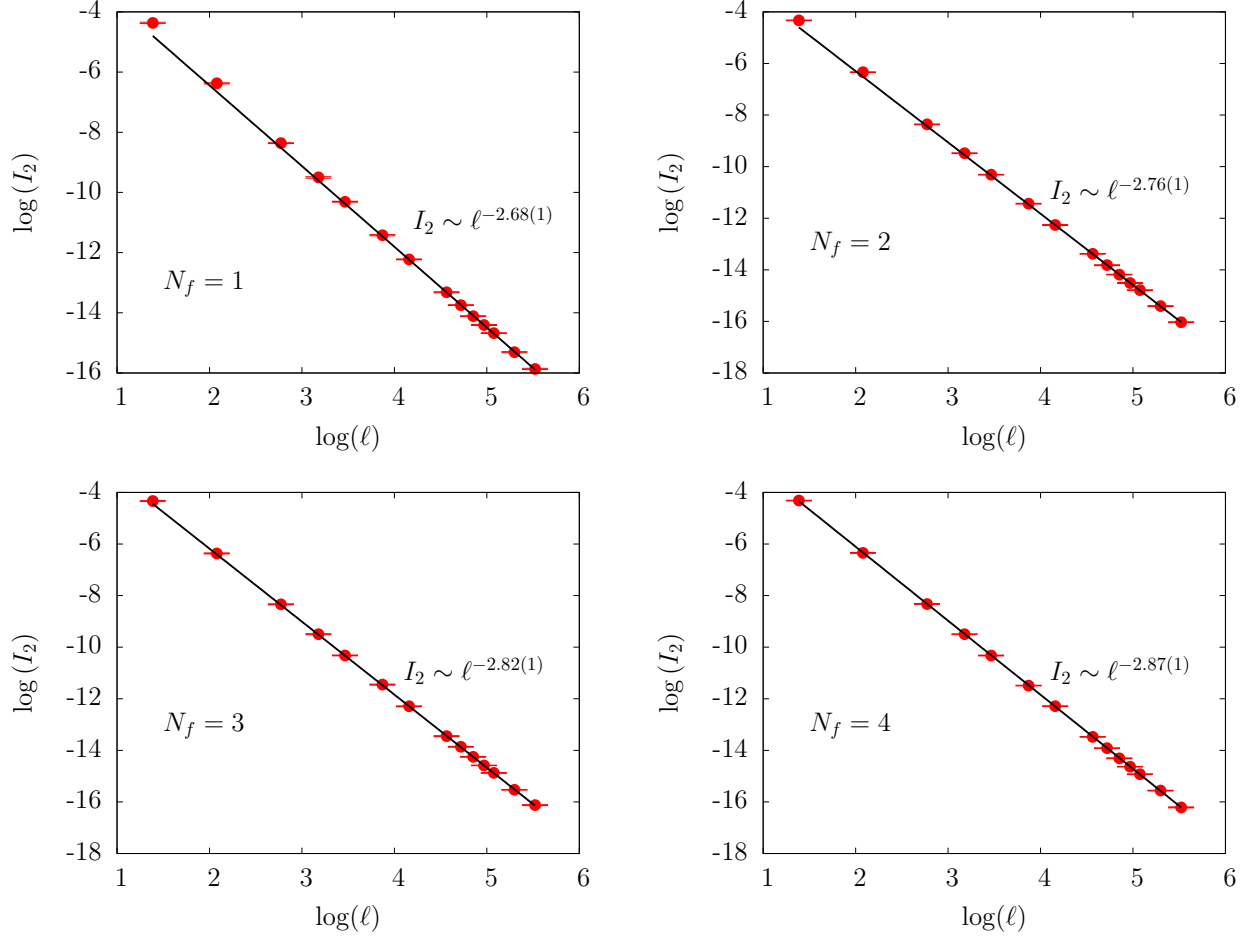 -4
-6
-8
-10
-12
-14
-16
1 2 3 4 5 6
log (I₂)
log(ℓ)
I₂ ∼ ℓ^{-2.68(1)}
N_f = 1
-4
-6
-8
-10
-12
-14
-16
-18
1 2 3 4 5 6
log (I₂)
log(ℓ)
I₂ ∼ ℓ^{-2.76(1)}
N_f = 2
-4
-6
-8
-10
-12
-14
-16
-18
1 2 3 4 5 6
log (I₂)
log(ℓ)
I₂ ∼ ℓ^{-2.82(1)}
N_f = 3
-4
-6
-8
-10
-12
-14
-16
-18
1 2 3 4 5 6
log (I₂)
log(ℓ)
I₂ ∼ ℓ^{-2.87(1)}
N_f = 4